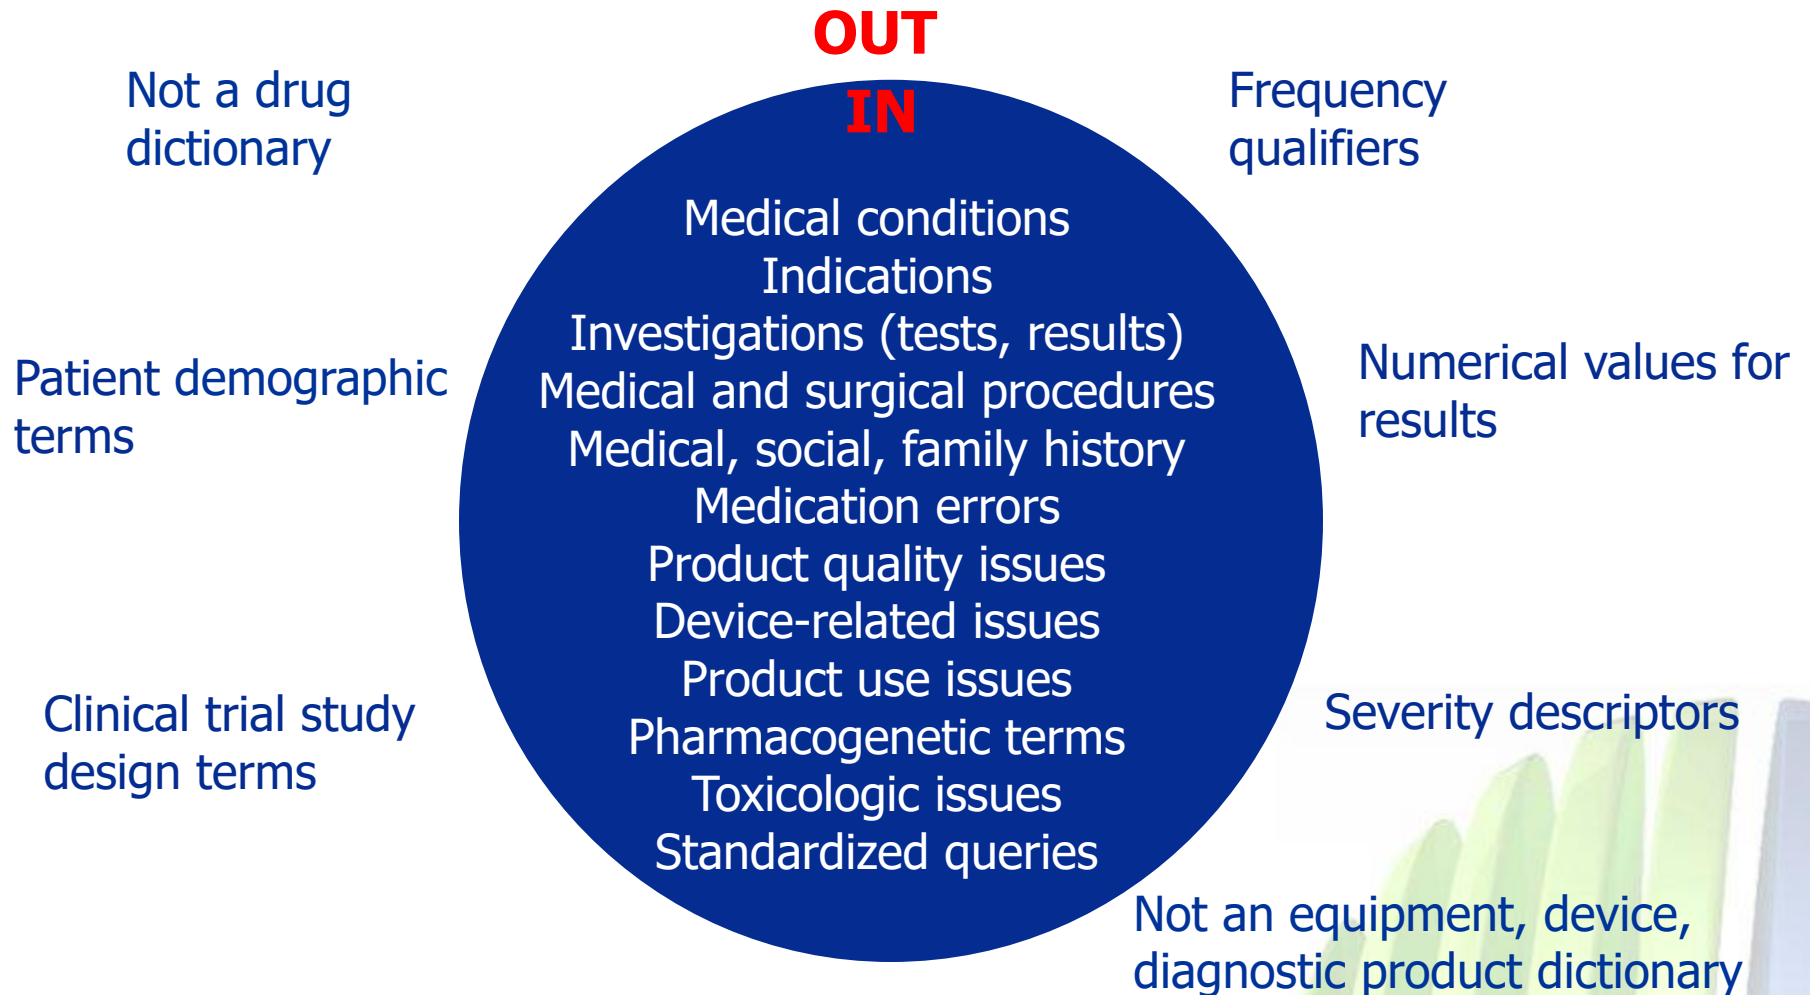 OUT
IN
Not a drug
dictionary
Frequency
qualifiers
Medical conditions
Indications
Investigations (tests, results)
Medical and surgical procedures
Medical, social, family history
Medication errors
Product quality issues
Device-related issues
Product use issues
Pharmacogenetic terms
Toxicologic issues
Standardized queries
Patient demographic
terms
Numerical values for
results
Clinical trial study
design terms
Severity descriptors
Not an equipment, device,
diagnostic product dictionary